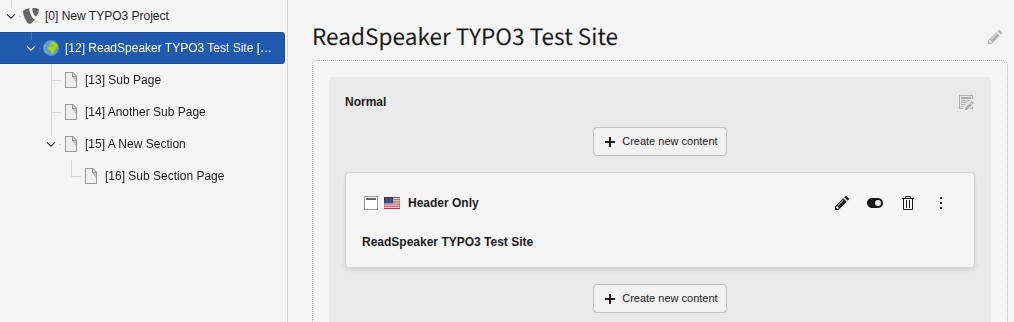 [0] New TYPO3 Project
[12] ReadSpeaker TYPO3 Test Site [...
[13] Sub Page
[14] Another Sub Page
[15] A New Section
[16] Sub Section Page
ReadSpeaker TYPO3 Test Site
Normal
+ Create new content
Header Only
ReadSpeaker TYPO3 Test Site
+ Create new content